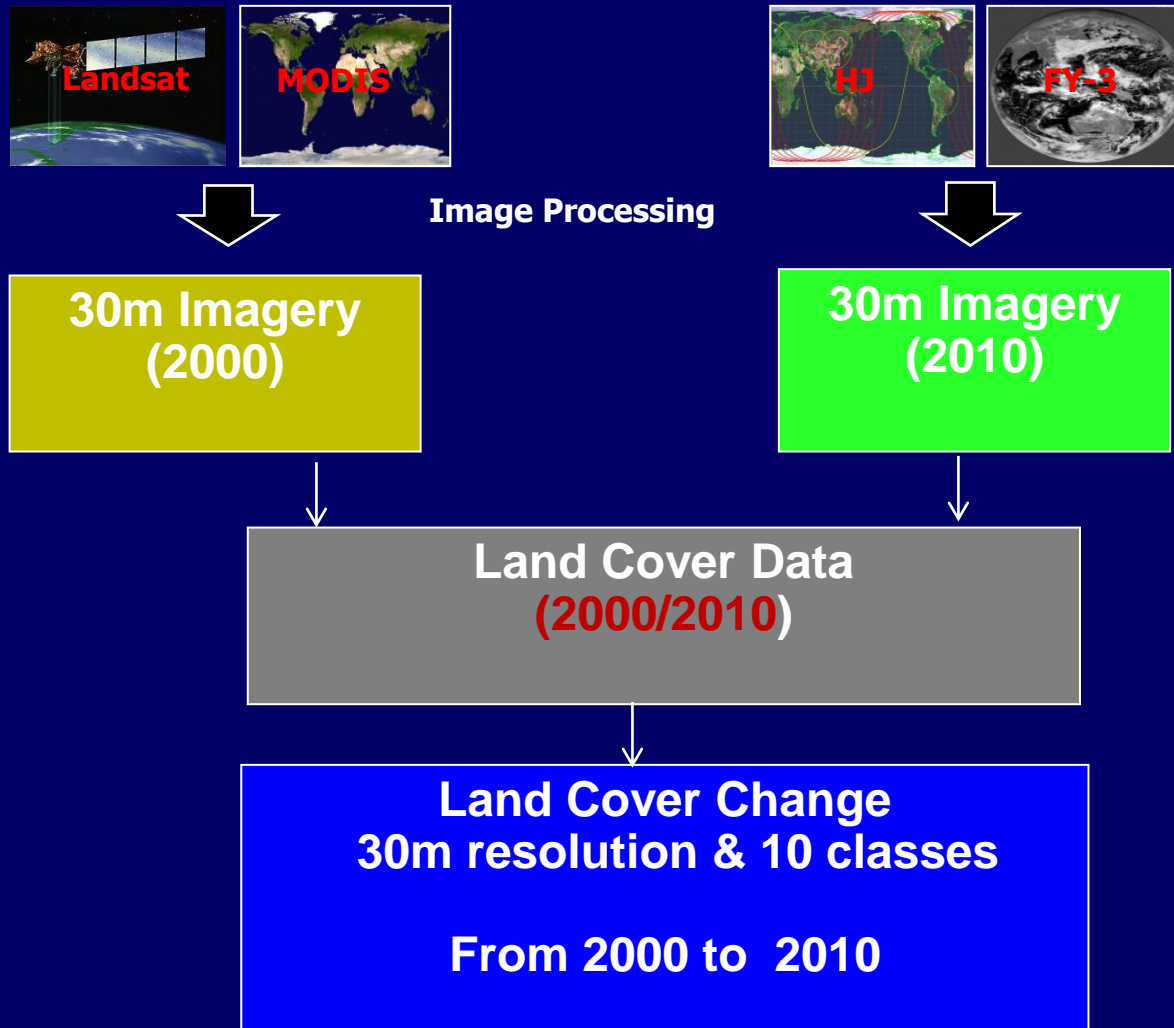 Landsat
MODIS
HJ
FY-3
Image Processing
30m Imagery
(2000)
30m Imagery
(2010)
Land Cover Data
(2000/2010)
Land Cover Change
30m resolution & 10 classes
From 2000 to 2010